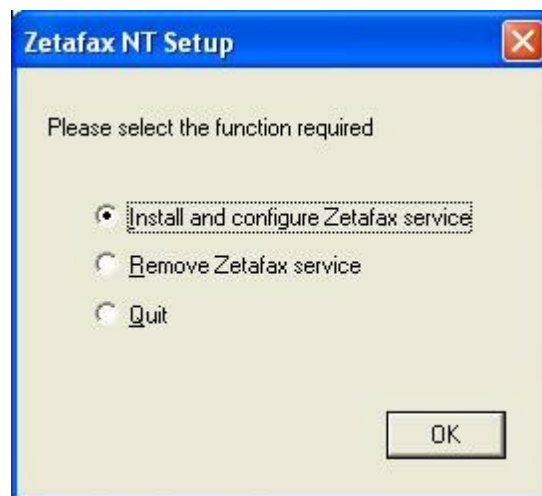 Zetafax NT Setup
Please select the function required
Install and configure Zetafax service
Remove Zetafax service
Quit
OK